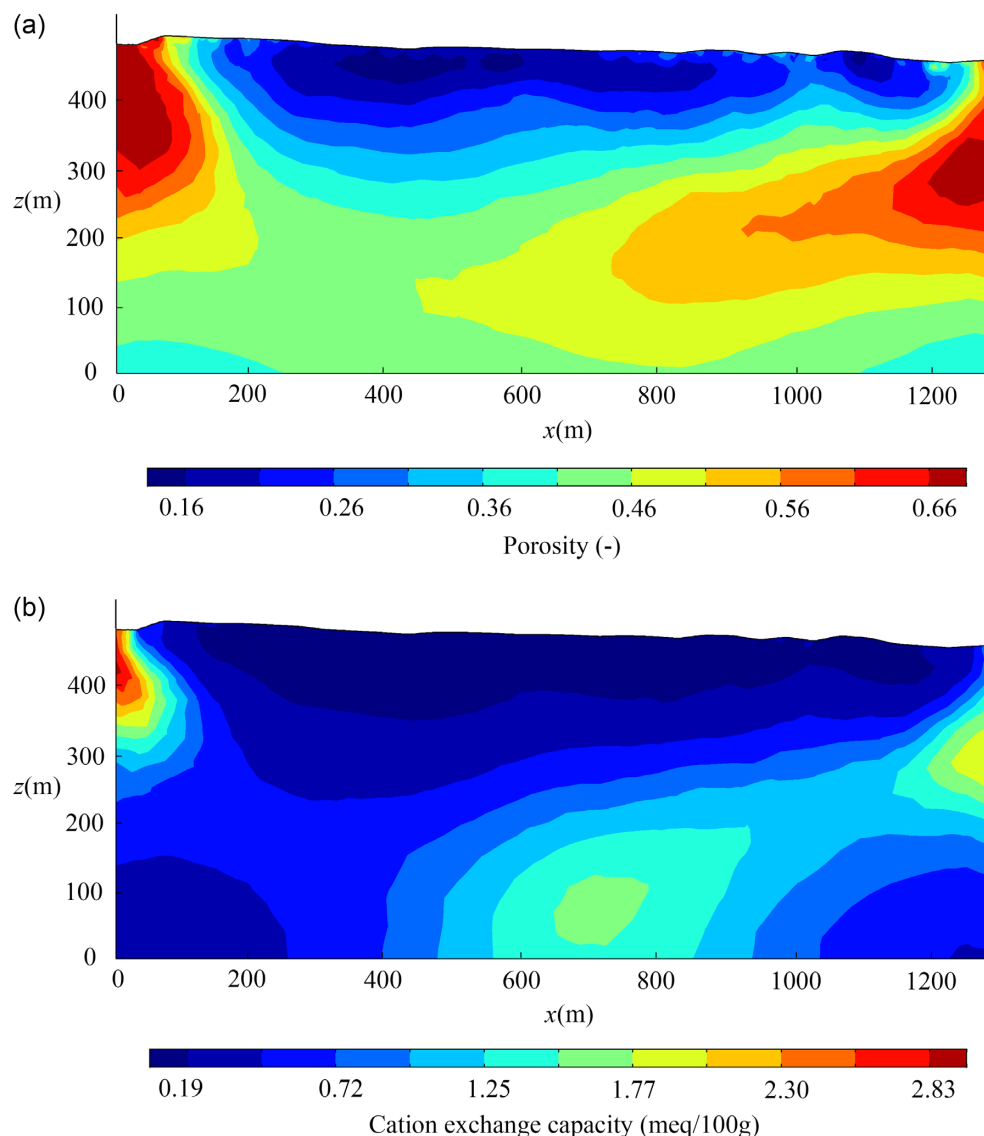 (a)
400
300
z(m)
200
100
0
0 200 400 600 800 1000 1200
x(m)
0.16 0.26 0.36 0.46 0.56 0.66
Porosity (-)
(b)
400
300
z(m)
200
100
0
0 200 400 600 800 1000 1200
x(m)
0.19 0.72 1.25 1.77 2.30 2.83
Cation exchange capacity (meq/100g)